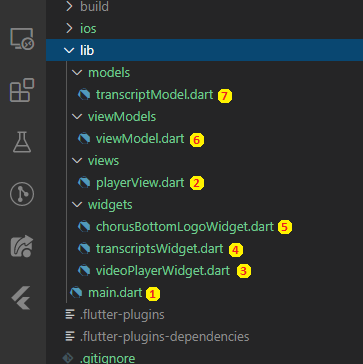 build
ios
lib
models
transcriptModel.dart 7
viewModels
viewModel.dart 6
views
playerView.dart 2
widgets
chorusBottomLogoWidget.dart 5
transcriptsWidget.dart 4
videoPlayerWidget.dart 3
main.dart 1
.flutter-plugins
.flutter-plugins-dependencies
.gitignore